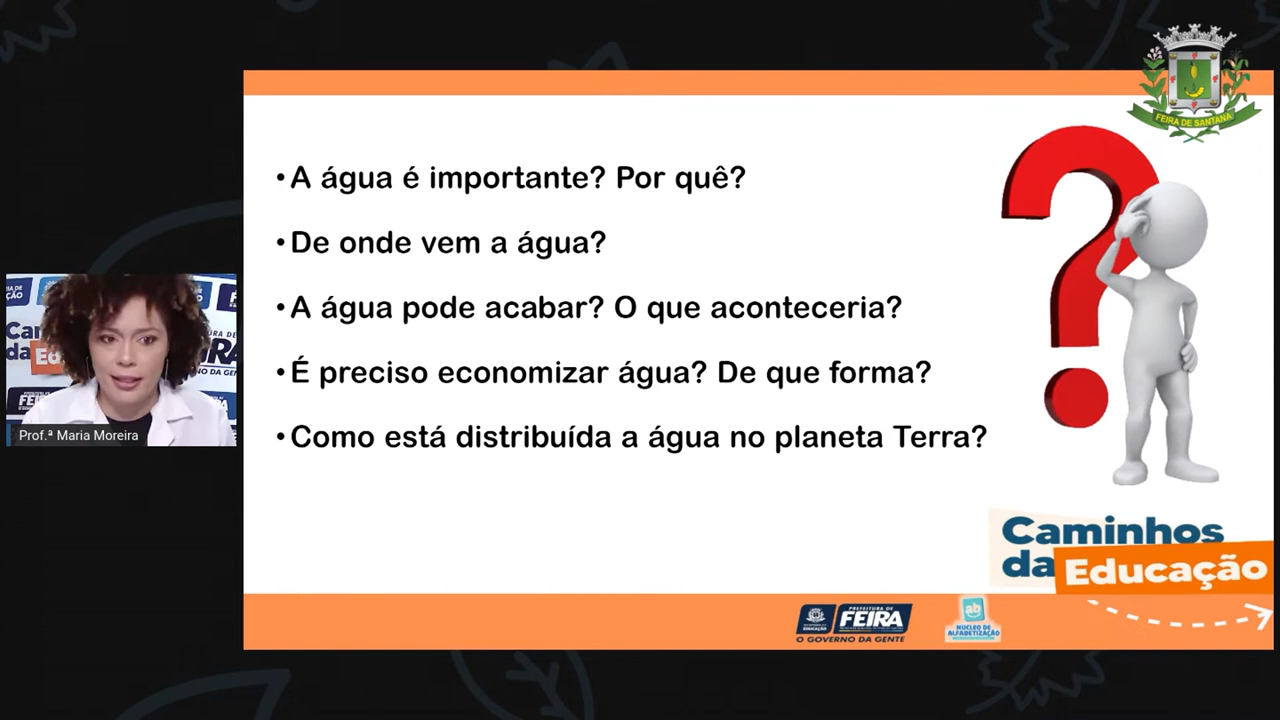 FEIRA DE SANTANA
•A água é importante? Por quê?
•De onde vem a água?
•A água pode acabar? O que aconteceria?
•É preciso economizar água? De que forma?
•Como está distribuída a água no planeta Terra?
Prof.ª Maria Moreira
Caminhos
da Educação
PREFEITURA DE
FEIRA
EDUCAÇÃO
O GOVERNO DA GENTE
ab
NÚCLEO DE
ALFABETIZAÇÃO